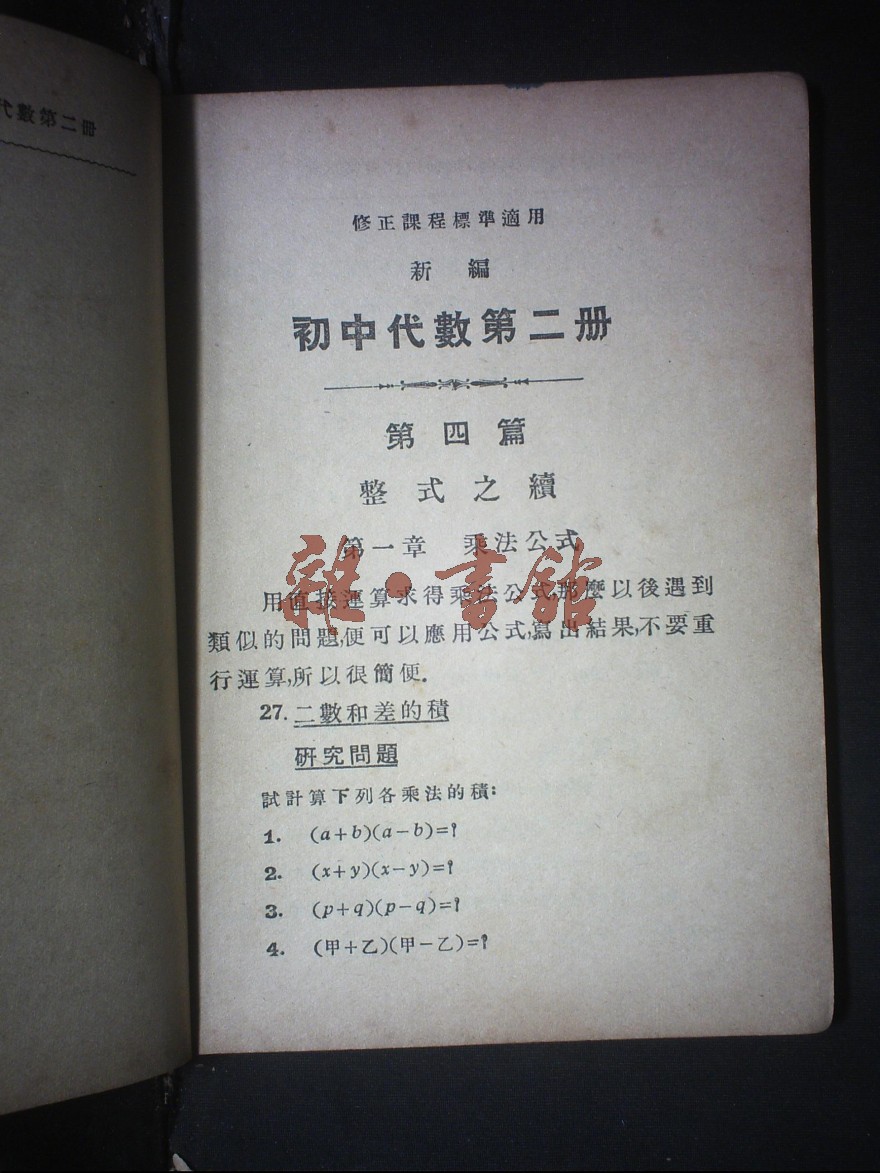 代數第二冊
修正課程標準適用
新編
初中代數第二册
第四篇
整式之續
第一章 乘法公式
用直接運算求得乘法公式,那麼以後遇到
類似的問題,便可以應用公式,寫出結果,不要重
行運算,所以很簡便.
27. 二數和差的積
研究問題
試計算下列各乘法的積:
1. (a+b)(a−b)=?
2. (x+y)(x−y)=?
3. (p+q)(p−q)=?
4. (甲+乙)(甲−乙)=?
雜·書館